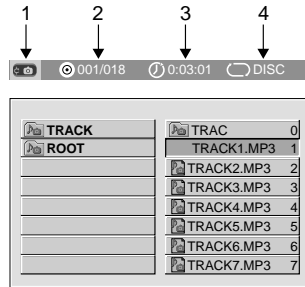 1 2 3 4
001/018 0:03:01 DISC
TRACK
ROOT
TRAC 0
TRACK1.MP3 1
TRACK2.MP3 2
TRACK3.MP3 3
TRACK4.MP3 4
TRACK5.MP3 5
TRACK6.MP3 6
TRACK7.MP3 7